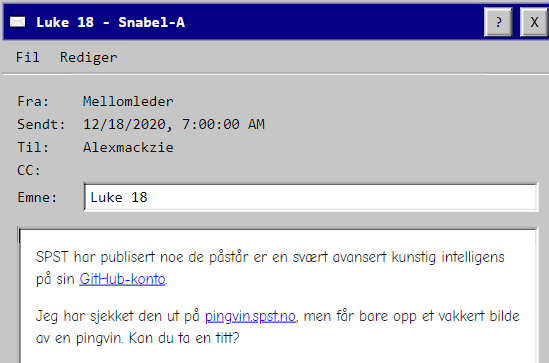 Luke 18 - Snabel-A
? X
Fil Rediger
Fra: Mellomleder
Sendt: 12/18/2020, 7:00:00 AM
Til: Alexmackzie
CC:
Emne: Luke 18
SPST har publisert noe de påstår er en svært avansert kunstig intelligens
på sin GitHub-konto.
Jeg har sjekket den ut på pingvin.spst.no, men får bare opp et vakkert bilde
av en pingvin. Kan du ta en titt?